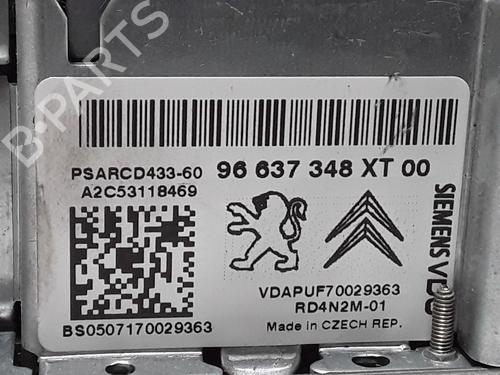 B-PARTS
PSARCD433-60 96 637 348 XT 00
A2C53118469
SIEMENS VDO
VDAPUF70029363
RD4N2M-01
BS0507170029363
Made in CZECH REP.